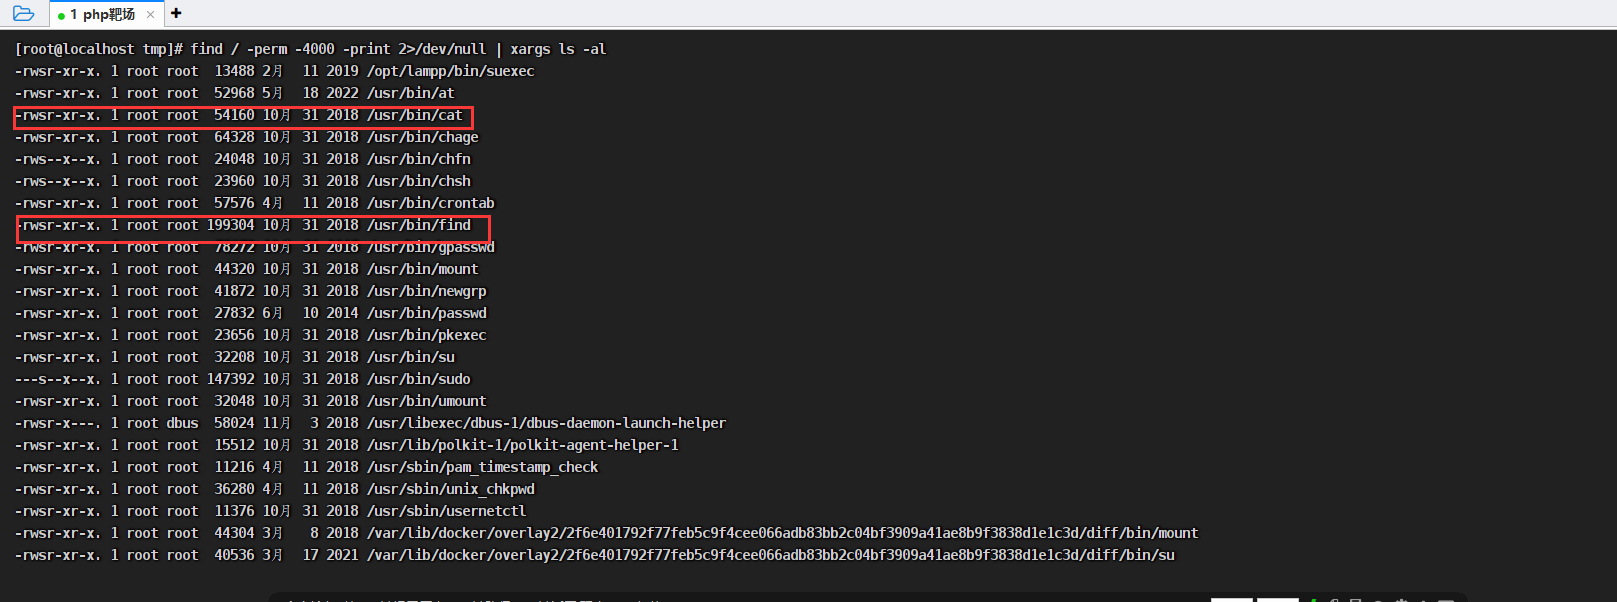 1 php靶场 × +
[root@localhost tmp]# find / -perm -4000 -print 2>/dev/null | xargs ls -al
-rwsr-xr-x. 1 root root  13488 2月  11 2019 /opt/lampp/bin/suexec
-rwsr-xr-x. 1 root root  52968 5月  18 2022 /usr/bin/at
-rwsr-xr-x. 1 root root  54160 10月 31 2018 /usr/bin/cat
-rwsr-xr-x. 1 root root  64328 10月 31 2018 /usr/bin/chage
-rws--x--x. 1 root root  24048 10月 31 2018 /usr/bin/chfn
-rws--x--x. 1 root root  23960 10月 31 2018 /usr/bin/chsh
-rwsr-xr-x. 1 root root  57576 4月  11 2018 /usr/bin/crontab
-rwsr-xr-x. 1 root root 199304 10月 31 2018 /usr/bin/find
-rwsr-xr-x. 1 root root  78272 10月 31 2018 /usr/bin/gpasswd
-rwsr-xr-x. 1 root root  44320 10月 31 2018 /usr/bin/mount
-rwsr-xr-x. 1 root root  41872 10月 31 2018 /usr/bin/newgrp
-rwsr-xr-x. 1 root root  27832 6月  10 2014 /usr/bin/passwd
-rwsr-xr-x. 1 root root  23656 10月 31 2018 /usr/bin/pkexec
-rwsr-xr-x. 1 root root  32208 10月 31 2018 /usr/bin/su
---s--x--x. 1 root root 147392 10月 31 2018 /usr/bin/sudo
-rwsr-xr-x. 1 root root  32048 10月 31 2018 /usr/bin/umount
-rwsr-x---. 1 root dbus  58024 11月  3 2018 /usr/libexec/dbus-1/dbus-daemon-launch-helper
-rwsr-xr-x. 1 root root  15512 10月 31 2018 /usr/lib/polkit-1/polkit-agent-helper-1
-rwsr-xr-x. 1 root root  11216 4月  11 2018 /usr/sbin/pam_timestamp_check
-rwsr-xr-x. 1 root root  36280 4月  11 2018 /usr/sbin/unix_chkpwd
-rwsr-xr-x. 1 root root  11376 10月 31 2018 /usr/sbin/usernetctl
-rwsr-xr-x. 1 root root  44304 3月   8 2018 /var/lib/docker/overlay2/2f6e401792f77feb5c9f4cee066adb83bb2c04bf3909a41ae8b9f3838d1e1c3d/diff/bin/mount
-rwsr-xr-x. 1 root root  40536 3月  17 2021 /var/lib/docker/overlay2/2f6e401792f77feb5c9f4cee066adb83bb2c04bf3909a41ae8b9f3838d1e1c3d/diff/bin/su